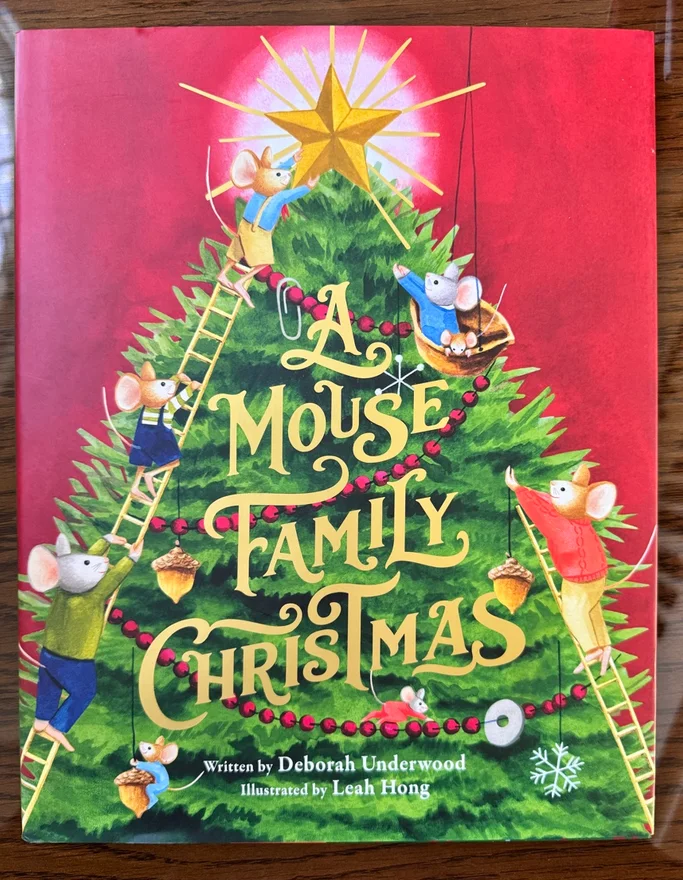 A
Mouse
Family
Christmas
Written by Deborah Underwood
Illustrated by Leah Hong